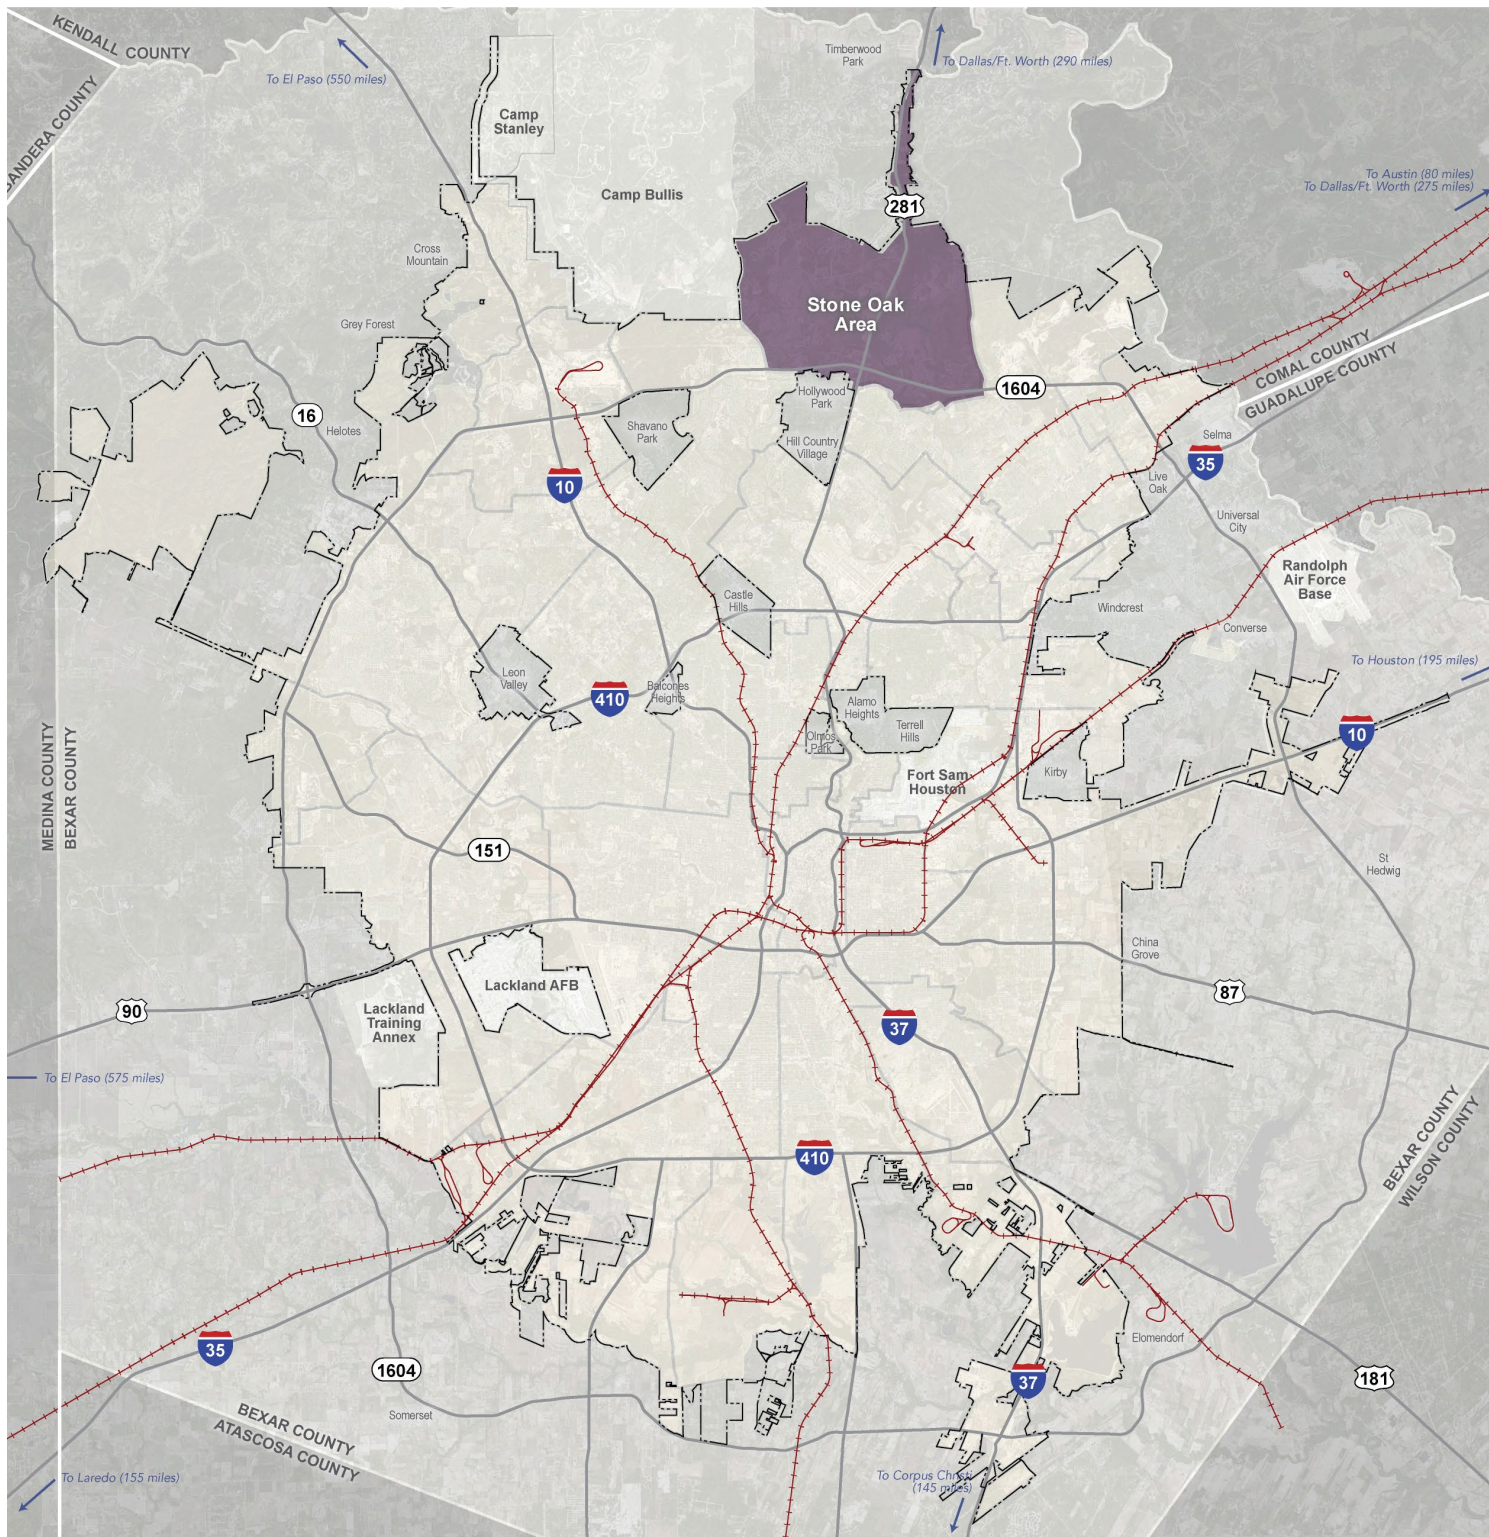 KENDALL COUNTY
BANDERA COUNTY
To El Paso (550 miles)
Timberwood
Park
To Dallas/Ft. Worth (290 miles)
Camp
Stanley
Camp Bullis
To Austin (80 miles)
To Dallas/Ft. Worth (275 miles)
281
Cross
Mountain
Stone Oak
Area
Grey Forest
COMAL COUNTY
GUADALUPE COUNTY
1604
Hollywood
Park
16
Helotes
Shavano
Park
Hill Country
Village
Selma
35
10
Live
Oak
Universal
City
Randolph
Air Force
Base
Castle
Hills
Windcrest
Converse
To Houston (195 miles)
Leon
Valley
410
Balcones
Heights
Alamo
Heights
Terrell
Hills
Olmos
Park
10
MEDINA COUNTY
BEXAR COUNTY
Fort Sam
Houston
Kirby
151
St
Hedwig
China
Grove
Lackland AFB
87
90
Lackland
Training
Annex
37
To El Paso (575 miles)
410
BEXAR COUNTY
WILSON COUNTY
35
Elomendorf
1604
37
181
Somerset
BEXAR COUNTY
ATASCOSA COUNTY
To Laredo (155 miles)
To Corpus Christi
(145 miles)